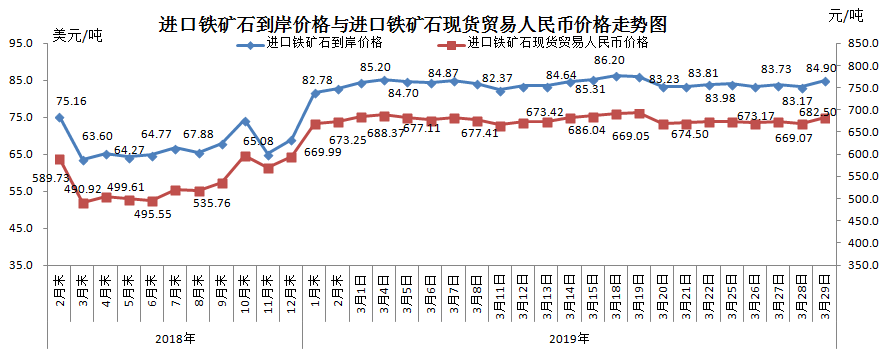 进口铁矿石到岸价格与进口铁矿石现货贸易人民币价格走势图
美元/吨
元/吨
进口铁矿石到岸价格
进口铁矿石现货贸易人民币价格
95.0
85.0
75.0
65.0
55.0
45.0
35.0
850.0
800.0
750.0
700.0
650.0
600.0
550.0
500.0
450.0
400.0
350.0
75.16
63.60
64.27
64.77
67.88
65.08
82.78
85.20
84.70
84.87
82.37
84.64
85.31
86.20
83.23
83.81
83.98
83.73
83.17
84.90
589.73
490.92
499.61
495.55
535.76
669.99
673.25
688.37
677.11
677.41
673.42
686.04
669.05
674.50
673.17
669.07
682.50
2月末
3月末
4月末
5月末
6月末
7月末
8月末
9月末
10月末
11月末
12月末
1月末
2月末
3月1日
3月4日
3月5日
3月6日
3月7日
3月8日
3月11日
3月12日
3月13日
3月14日
3月15日
3月18日
3月19日
3月20日
3月21日
3月22日
3月25日
3月26日
3月27日
3月28日
3月29日
2018年
2019年